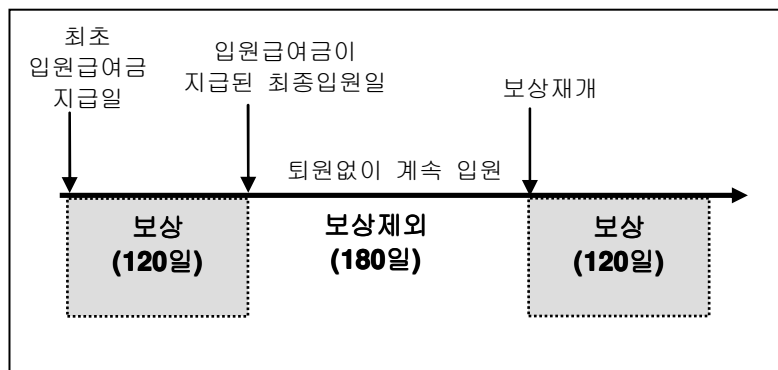 최초
입원급여금
지급일
입원급여금이
지급된 최종입원일
보상재개
퇴원없이 계속 입원
보상
(120일)
보상제외
(180일)
보상
(120일)